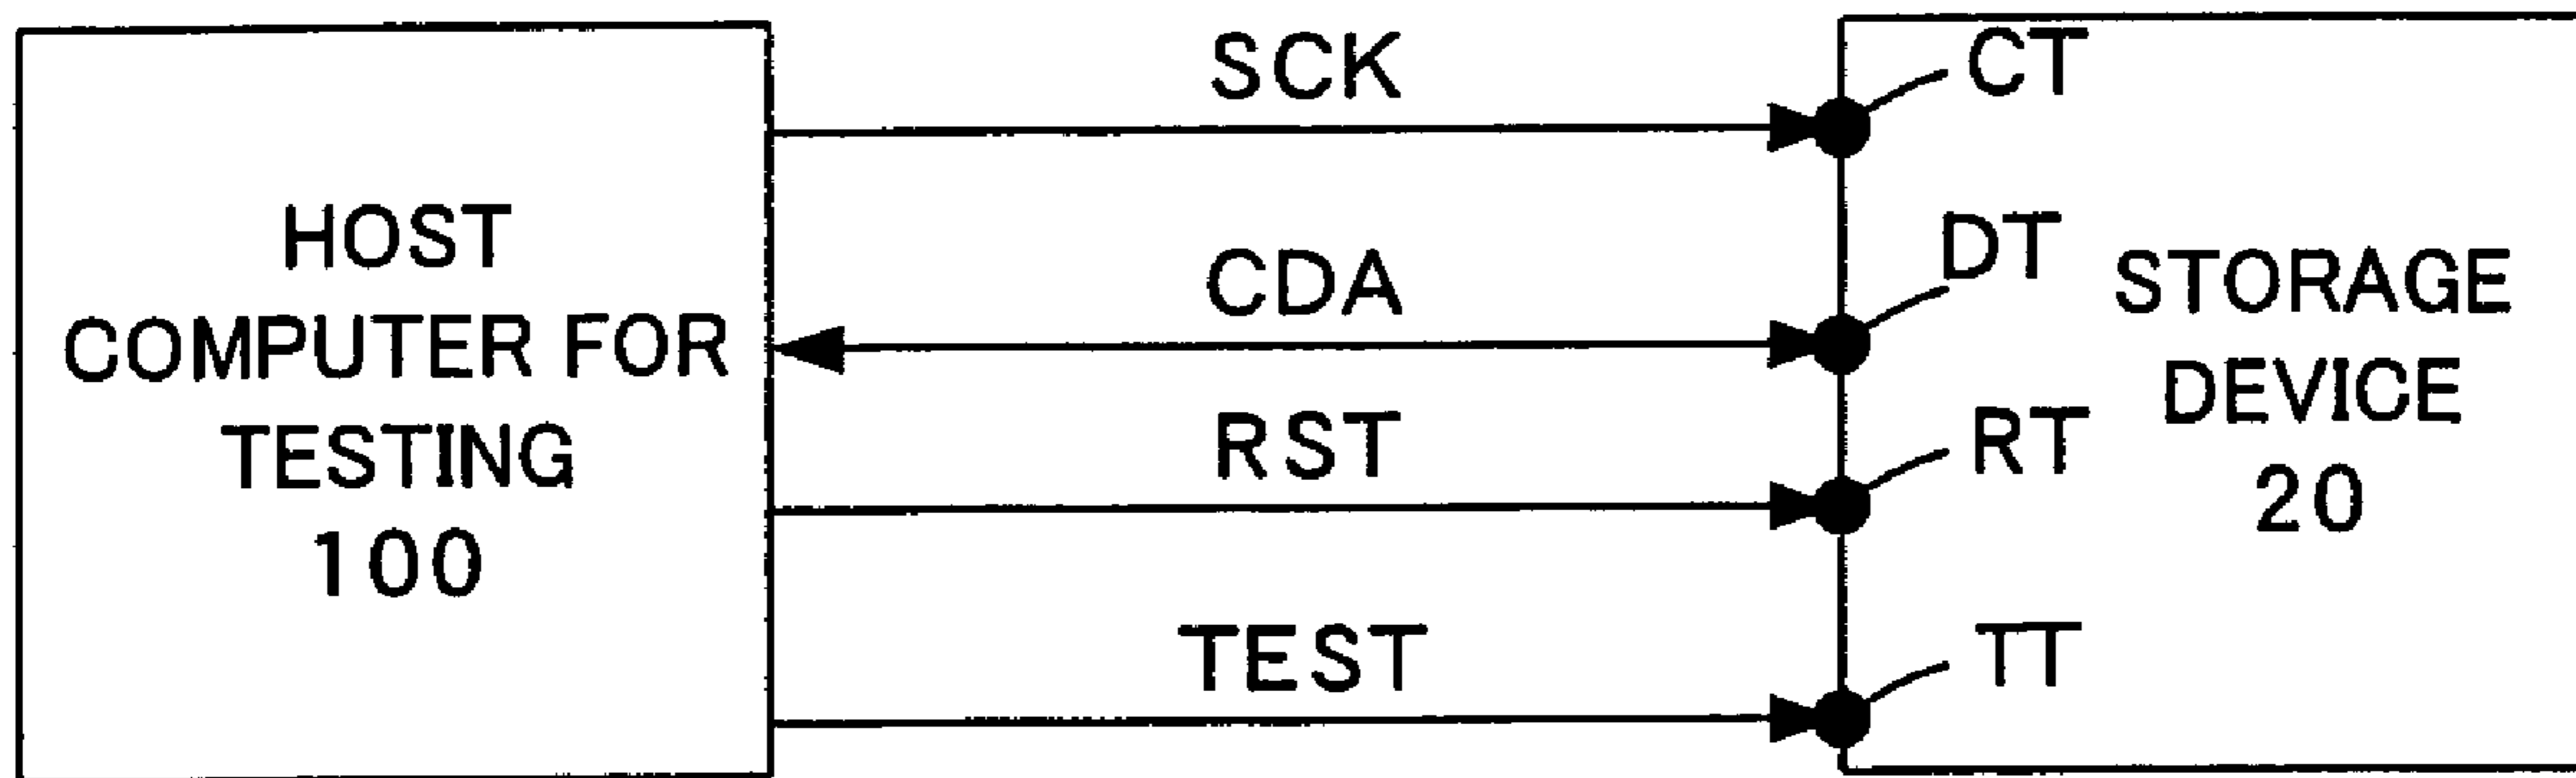 HOST
COMPUTER FOR
TESTING
100
SCK
CDA
RST
TEST
CT
DT
RT
TT
STORAGE
DEVICE
20